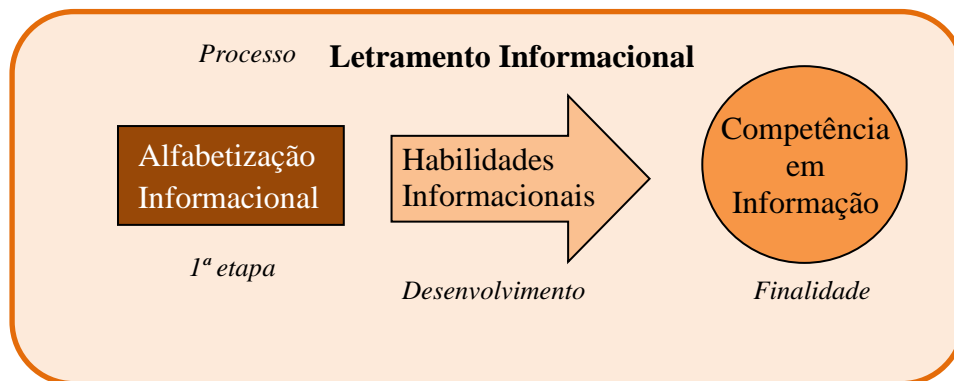 Processo Letramento Informacional
Alfabetização
Informacional
1ª etapa
Habilidades
Informacionais
Desenvolvimento
Competência
em
Informação
Finalidade